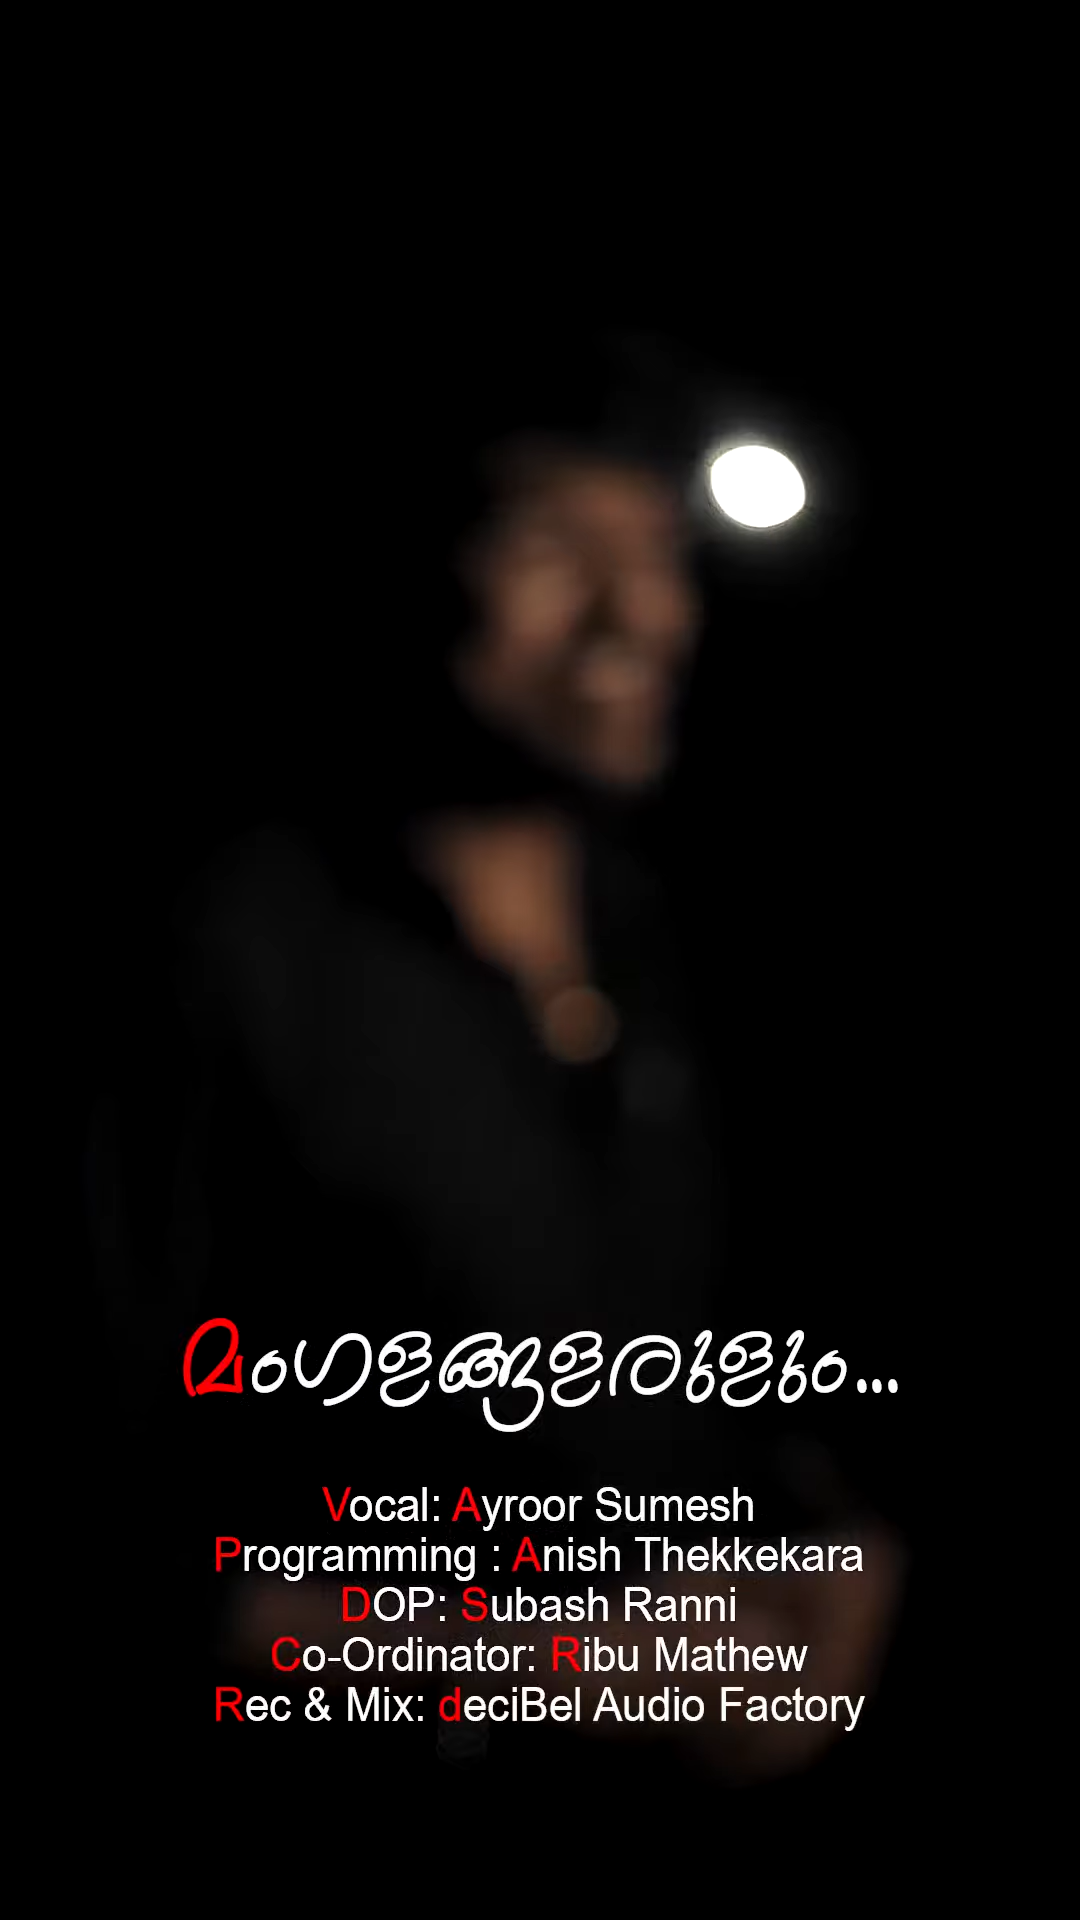 മംഗളങ്ങളരുളും...
Vocal: Ayroor Sumesh
Programming : Anish Thekkekara
DOP: Subash Ranni
Co-Ordinator: Ribu Mathew
Rec & Mix: deciBel Audio Factory